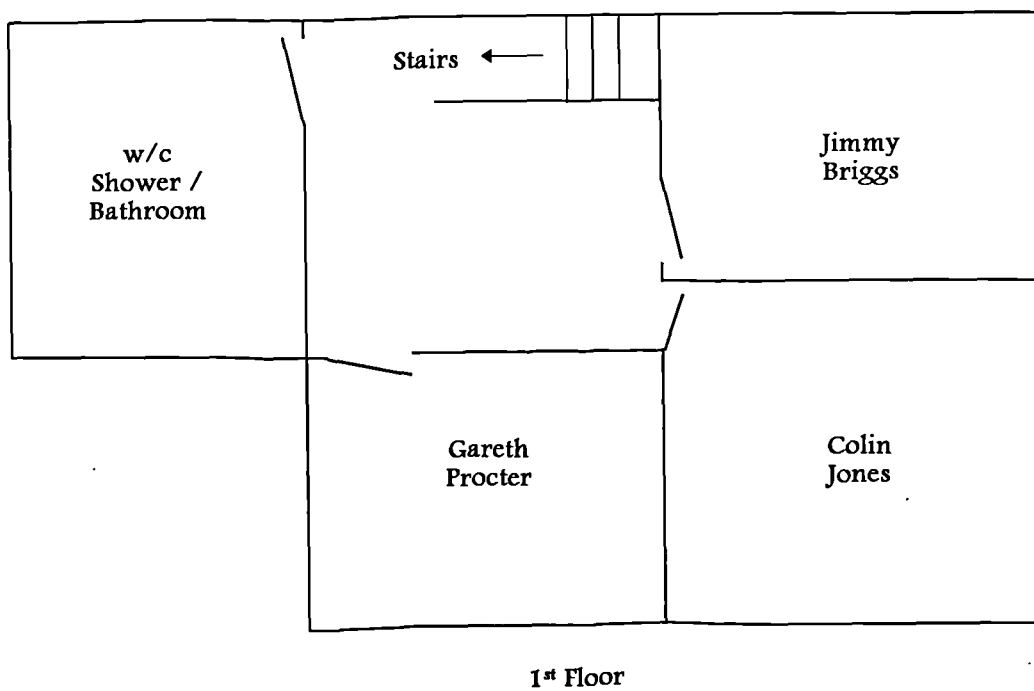 Stairs
w/c
Shower /
Bathroom
Jimmy
Briggs
Gareth
Procter
Colin
Jones
1st Floor